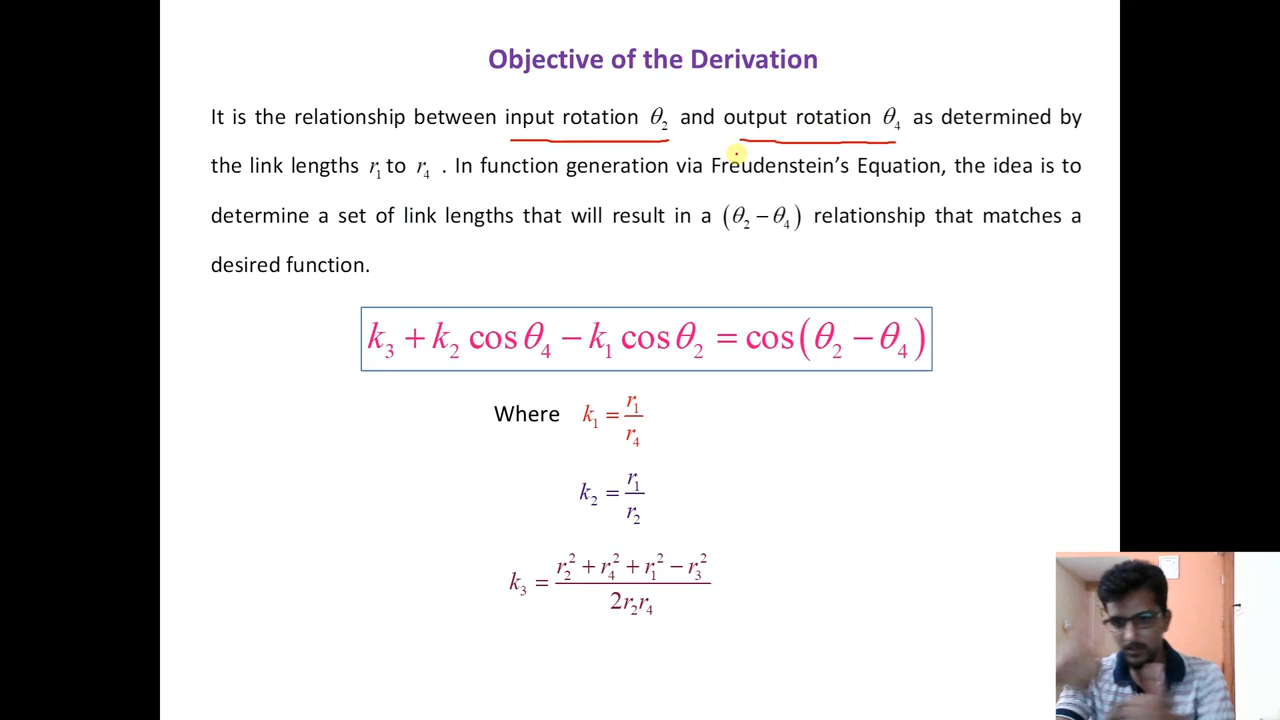 Objective of the Derivation
It is the relationship between input rotation θ₂ and output rotation θ₄ as determined by
the link lengths r₁ to r₄ . In function generation via Freudenstein’s Equation, the idea is to
determine a set of link lengths that will result in a (θ₂ − θ₄) relationship that matches a
desired function.
k₃ + k₂ cos θ₄ − k₁ cos θ₂ = cos(θ₂ − θ₄)
Where k₁ = r₁/r₄
k₂ = r₁/r₂
k₃ = (r₂² + r₄² + r₁² − r₃²)/(2r₂r₄)